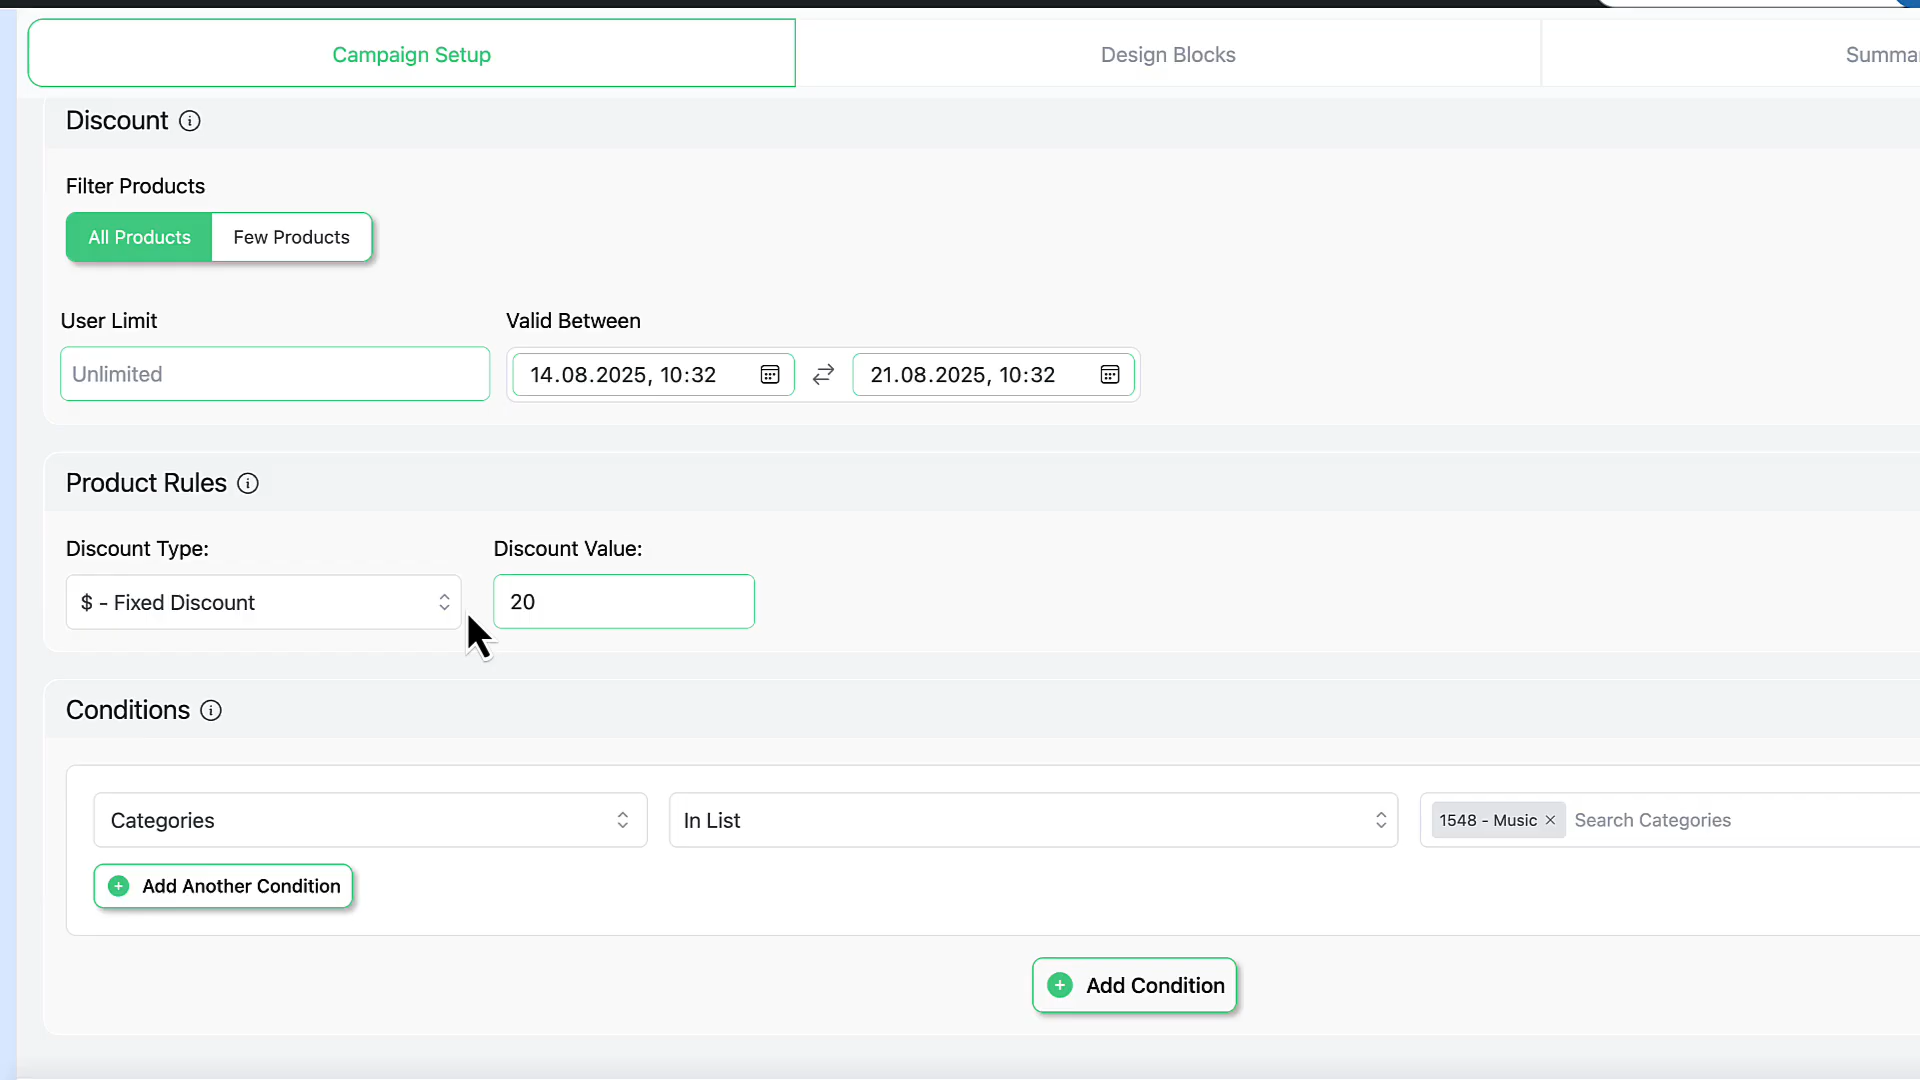 Campaign Setup
Design Blocks
Discount
Filter Products
All Products
Few Products
User Limit
Valid Between
Unlimited
14.08.2025, 10:32
21.08.2025, 10:32
Product Rules
Discount Type:
Discount Value:
$ - Fixed Discount
20
Conditions
Categories
In List
1548 - Music ×
Search Categories
Add Another Condition
Add Condition